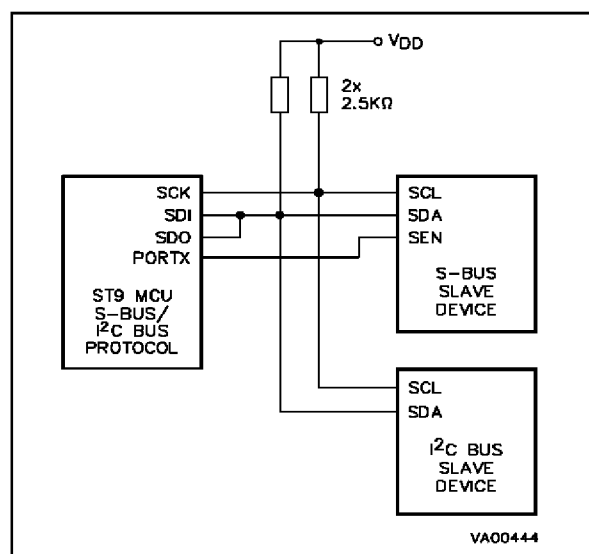 VDD
2x
2.5KΩ
SCK
SDI
SDO
PORTX
ST9 MCU
S-BUS/
I²C BUS
PROTOCOL
SCL
SDA
SEN
S-BUS
SLAVE
DEVICE
SCL
SDA
I²C BUS
SLAVE
DEVICE
VA00444